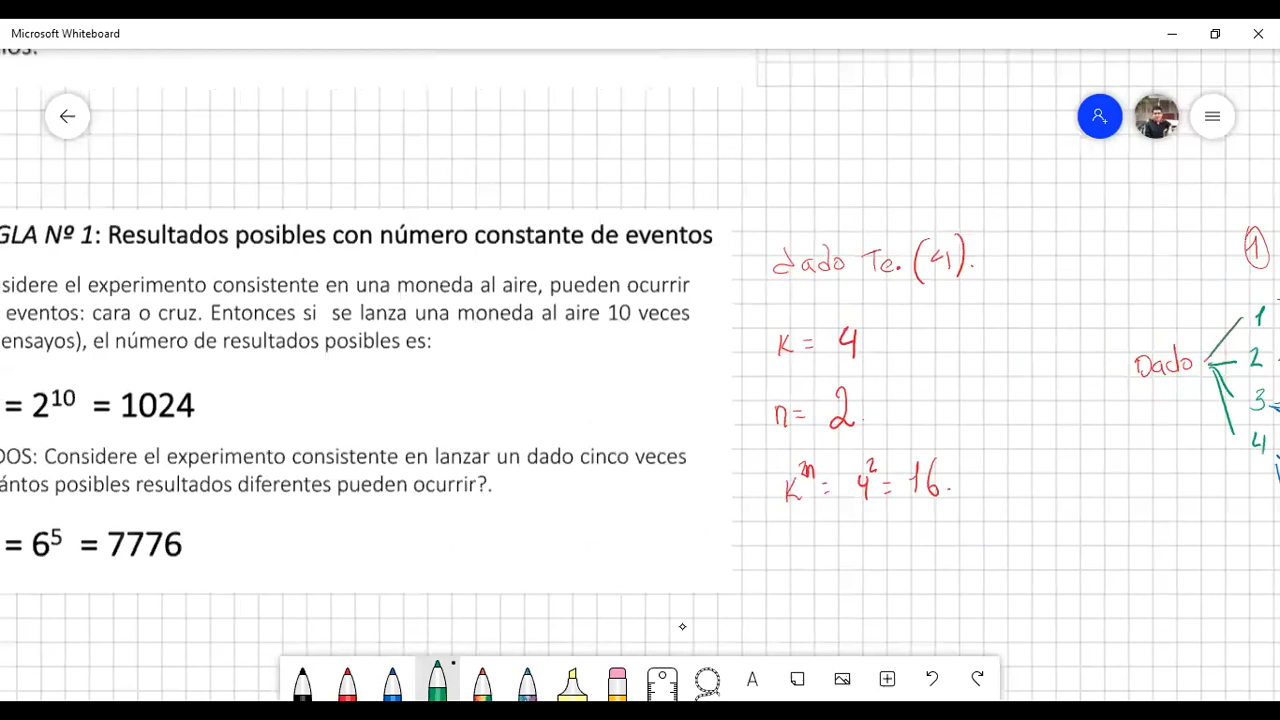 Microsoft Whiteboard
GLA Nº 1: Resultados posibles con número constante de eventos
sidere el experimento consistente en una moneda al aire, pueden ocurrir
eventos: cara o cruz. Entonces si se lanza una moneda al aire 10 veces
ensayos), el número de resultados posibles es:
= 2¹⁰ = 1024
DOS: Considere el experimento consistente en lanzar un dado cinco veces
ántos posibles resultados diferentes pueden ocurrir?.
= 6⁵ = 7776
dado Te. (4).
K = 4
n = 2.
Kⁿ = 4² = 16.
1
Dado
1
2
3
4
A